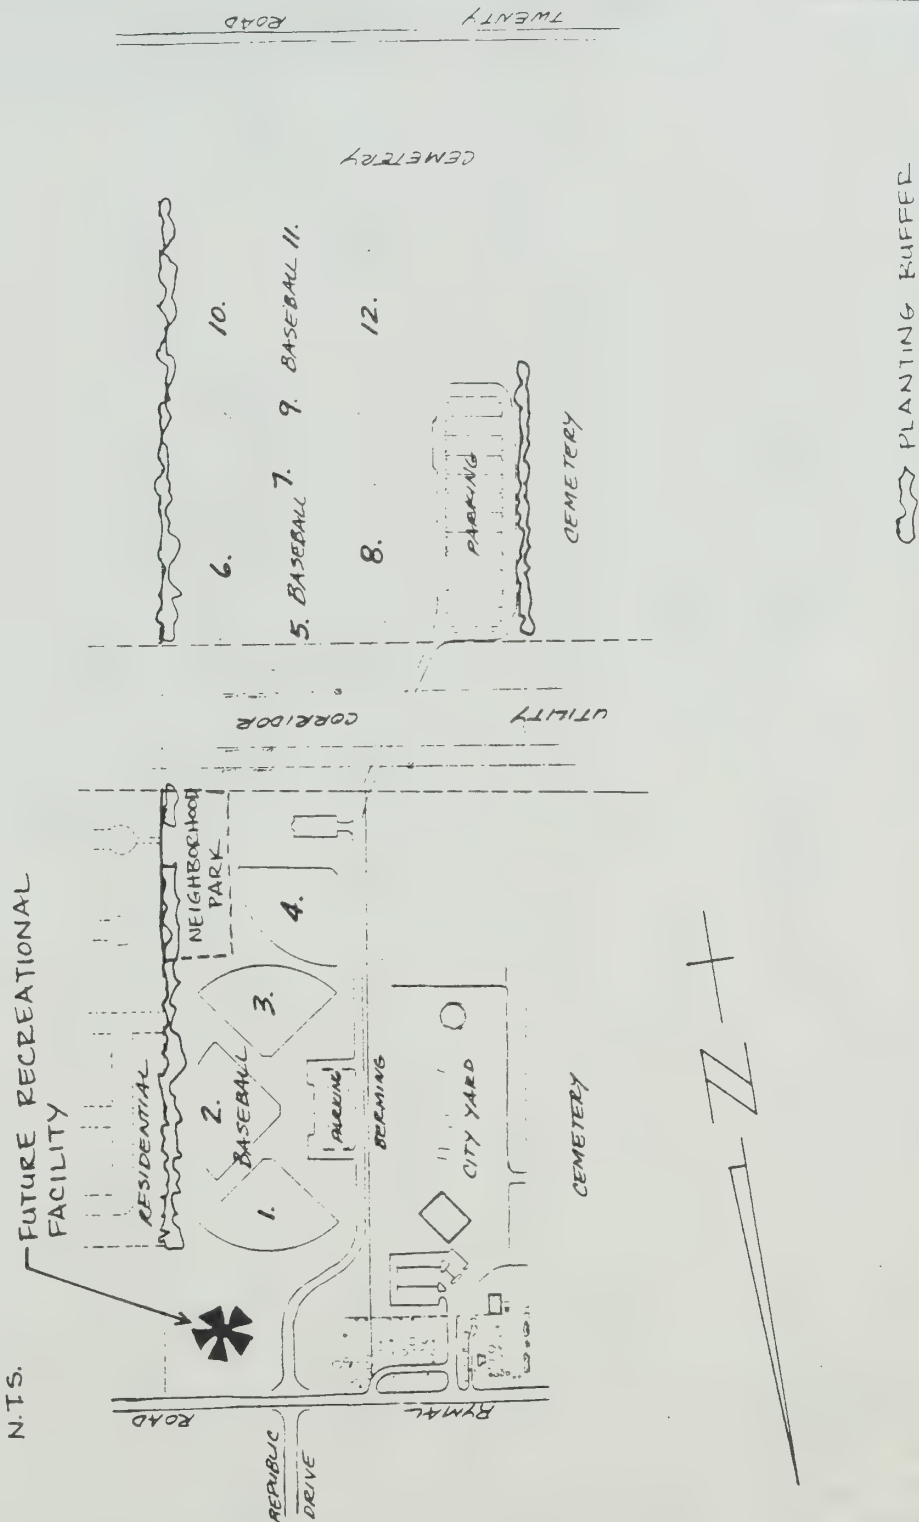 N.T.S.
FUTURE RECREATIONAL
FACILITY
REPUBLIC
DRIVE
ROAD
RYMAL
RESIDENTIAL
1.
2.
BASEBALL
3.
4.
NEIGHBORHOOD
PARK
PARKING
BERMING
CITY YARD
CEMETERY
UTILITY
CORRIDOR
5. BASEBALL 7. 9. BASEBALL 11.
6.
10.
8.
12.
PARKING
CEMETERY
CEMETERY
TWENTY
ROAD
N
PLANTING BUFFER